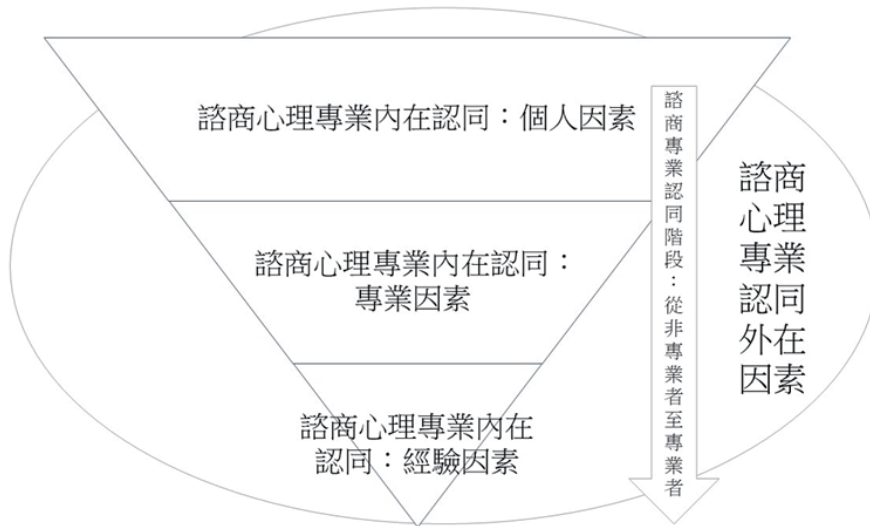 諮商心理專業內在認同：個人因素
諮商心理專業內在認同：
專業因素
諮商心理專業內在
認同：經驗因素
諮商專業認同階段：從非專業者至專業者
諮商
心理
專業
認同
外在
因素